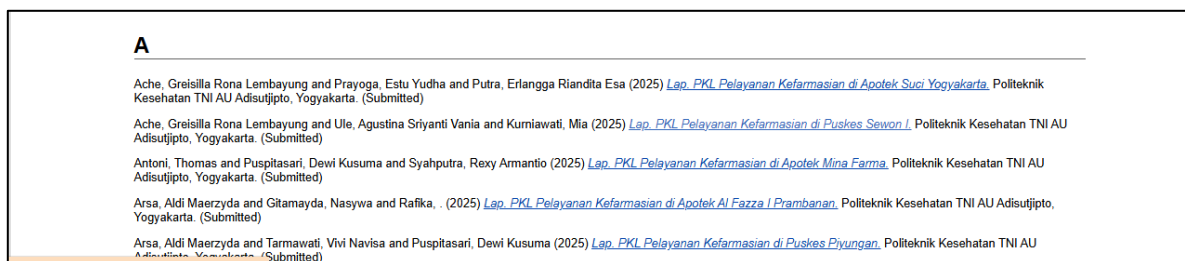 A
Ache, Greisilla Rona Lembayung and Prayoga, Estu Yudha and Putra, Erlangga Riandita Esa (2025) Lap. PKL Pelayanan Kefarmasian di Apotek Suci Yogyakarta. Politeknik
Kesehatan TNI AU Adisutjipto, Yogyakarta. (Submitted)
Ache, Greisilla Rona Lembayung and Ule, Agustina Sriyanti Vania and Kurniawati, Mia (2025) Lap. PKL Pelayanan Kefarmasian di Puskes Sewon I. Politeknik Kesehatan TNI AU
Adisutjipto, Yogyakarta. (Submitted)
Antoni, Thomas and Puspitasari, Dewi Kusuma and Syahputra, Rexy Armantio (2025) Lap. PKL Pelayanan Kefarmasian di Apotek Mina Farma. Politeknik Kesehatan TNI AU
Adisutjipto, Yogyakarta. (Submitted)
Arsa, Aldi Maerzyda and Gitamayda, Nasywa and Rafika, . (2025) Lap. PKL Pelayanan Kefarmasian di Apotek Al Fazza I Prambanan. Politeknik Kesehatan TNI AU Adisutjipto,
Yogyakarta. (Submitted)
Arsa, Aldi Maerzyda and Tarmawati, Vivi Navisa and Puspitasari, Dewi Kusuma (2025) Lap. PKL Pelayanan Kefarmasian di Puskes Piyungan. Politeknik Kesehatan TNI AU
Adisutjipto, Yogyakarta. (Submitted)